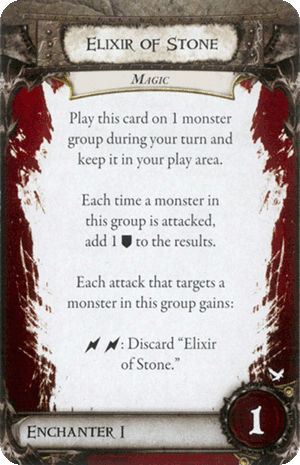 Elixir of Stone
Magic
Play this card on 1 monster
group during your turn and
keep it in your play area.
Each time a monster in
this group is attacked,
add 1 to the results.
Each attack that targets a
monster in this group gains:
: Discard “Elixir
of Stone.”
Enchanter I
1